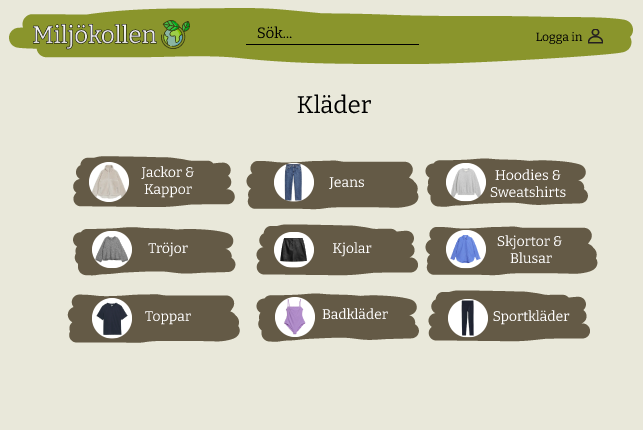 Miljökollen
Sök...
Logga in
Kläder
Jackor &
Kappor
Jeans
Hoodies &
Sweatshirts
Tröjor
Kjolar
Skjortor &
Blusar
Toppar
Badkläder
Sportkläder